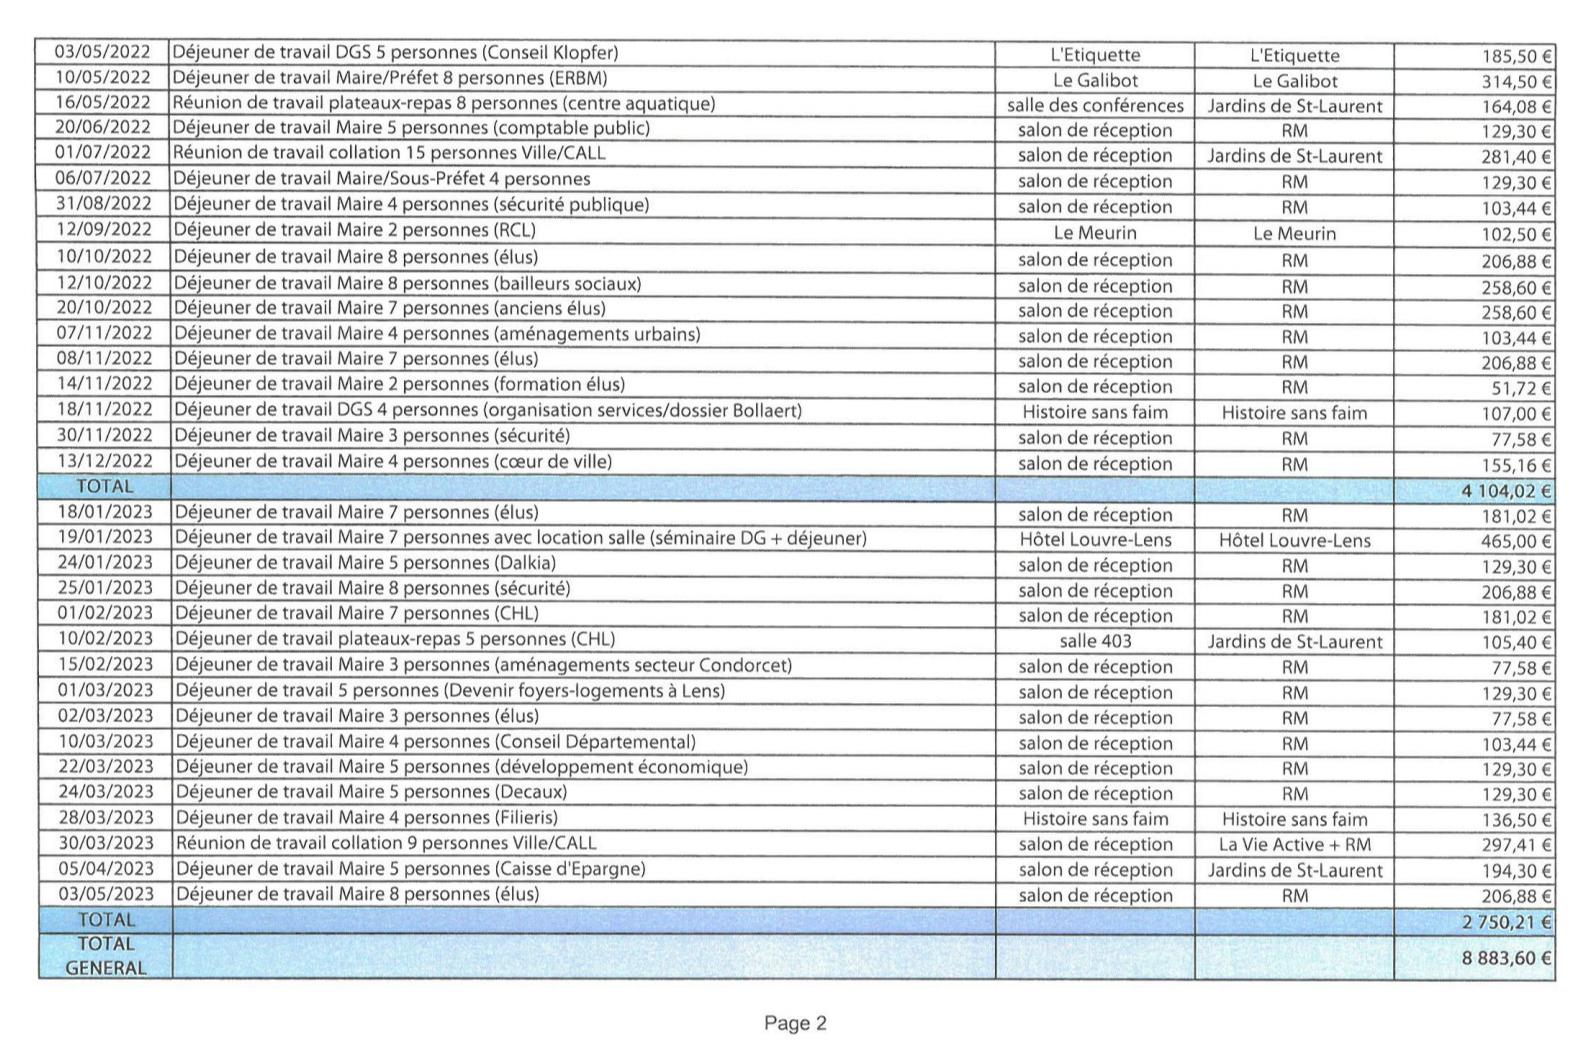 03/05/2022 Déjeuner de travail DGS 5 personnes (Conseil Klopfer) L'Etiquette L'Etiquette 185,50 €
10/05/2022 Déjeuner de travail Maire/Préfet 8 personnes (ERBM) Le Galibot Le Galibot 314,50 €
16/05/2022 Réunion de travail plateaux-repas 8 personnes (centre aquatique) salle des conférences Jardins de St-Laurent 164,08 €
20/06/2022 Déjeuner de travail Maire 5 personnes (comptable public) salon de réception RM 129,30 €
01/07/2022 Réunion de travail collation 15 personnes Ville/CALL salon de réception Jardins de St-Laurent 281,40 €
06/07/2022 Déjeuner de travail Maire/Sous-Préfet 4 personnes salon de réception RM 129,30 €
31/08/2022 Déjeuner de travail Maire 4 personnes (sécurité publique) salon de réception RM 103,44 €
12/09/2022 Déjeuner de travail Maire 2 personnes (RCL) Le Meurin Le Meurin 102,50 €
10/10/2022 Déjeuner de travail Maire 8 personnes (élus) salon de réception RM 206,88 €
12/10/2022 Déjeuner de travail Maire 8 personnes (bailleurs sociaux) salon de réception RM 258,60 €
20/10/2022 Déjeuner de travail Maire 7 personnes (anciens élus) salon de réception RM 258,60 €
07/11/2022 Déjeuner de travail Maire 4 personnes (aménagements urbains) salon de réception RM 103,44 €
08/11/2022 Déjeuner de travail Maire 7 personnes (élus) salon de réception RM 206,88 €
14/11/2022 Déjeuner de travail Maire 2 personnes (formation élus) salon de réception RM 51,72 €
18/11/2022 Déjeuner de travail DGS 4 personnes (organisation services/dossier Bollaert) Histoire sans faim Histoire sans faim 107,00 €
30/11/2022 Déjeuner de travail Maire 3 personnes (sécurité) salon de réception RM 77,58 €
13/12/2022 Déjeuner de travail Maire 4 personnes (cœur de ville) salon de réception RM 155,16 €
TOTAL 4 104,02 €
18/01/2023 Déjeuner de travail Maire 7 personnes (élus) salon de réception RM 181,02 €
19/01/2023 Déjeuner de travail Maire 7 personnes avec location salle (séminaire DG + déjeuner) Hôtel Louvre-Lens Hôtel Louvre-Lens 465,00 €
24/01/2023 Déjeuner de travail Maire 5 personnes (Dalkia) salon de réception RM 129,30 €
25/01/2023 Déjeuner de travail Maire 8 personnes (sécurité) salon de réception RM 206,88 €
01/02/2023 Déjeuner de travail Maire 7 personnes (CHL) salon de réception RM 181,02 €
10/02/2023 Déjeuner de travail plateaux-repas 5 personnes (CHL) salle 403 Jardins de St-Laurent 105,40 €
15/02/2023 Déjeuner de travail Maire 3 personnes (aménagements secteur Condorcet) salon de réception RM 77,58 €
01/03/2023 Déjeuner de travail 5 personnes (Devenir foyers-logements à Lens) salon de réception RM 129,30 €
02/03/2023 Déjeuner de travail Maire 3 personnes (élus) salon de réception RM 77,58 €
10/03/2023 Déjeuner de travail Maire 4 personnes (Conseil Départemental) salon de réception RM 103,44 €
22/03/2023 Déjeuner de travail Maire 5 personnes (développement économique) salon de réception RM 129,30 €
24/03/2023 Déjeuner de travail Maire 5 personnes (Decaux) salon de réception RM 129,30 €
28/03/2023 Déjeuner de travail Maire 4 personnes (Filieris) Histoire sans faim Histoire sans faim 136,50 €
30/03/2023 Réunion de travail collation 9 personnes Ville/CALL salon de réception La Vie Active + RM 297,41 €
05/04/2023 Déjeuner de travail Maire 5 personnes (Caisse d'Epargne) salon de réception Jardins de St-Laurent 194,30 €
03/05/2023 Déjeuner de travail Maire 8 personnes (élus) salon de réception RM 206,88 €
TOTAL 2 750,21 €
TOTAL
GENERAL 8 883,60 €
Page 2